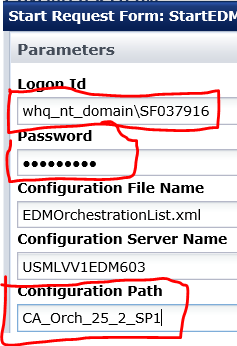 Start Request Form: StartEDM
Parameters
Logon Id
whq_nt_domain\SF037916
Password
•••••••••
Configuration File Name
EDMOrchestrationList.xml
Configuration Server Name
USMLVV1EDM603
Configuration Path
CA_Orch_25_2_SP1